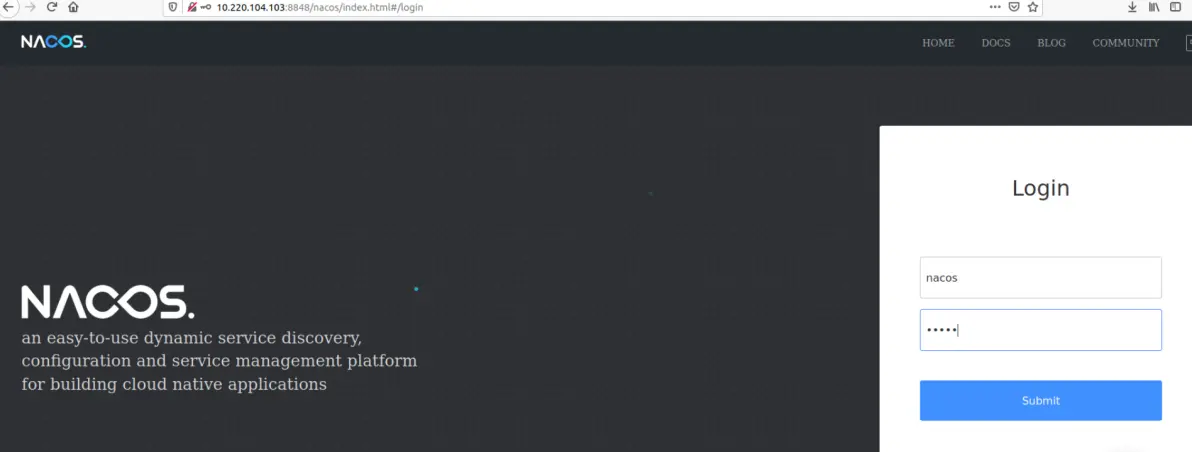 10.220.104.103:8848/nacos/index.html#/login
NACOS.
HOME DOCS BLOG COMMUNITY
Login
nacos
•••••
Submit
NACOS.
an easy-to-use dynamic service discovery,
configuration and service management platform
for building cloud native applications